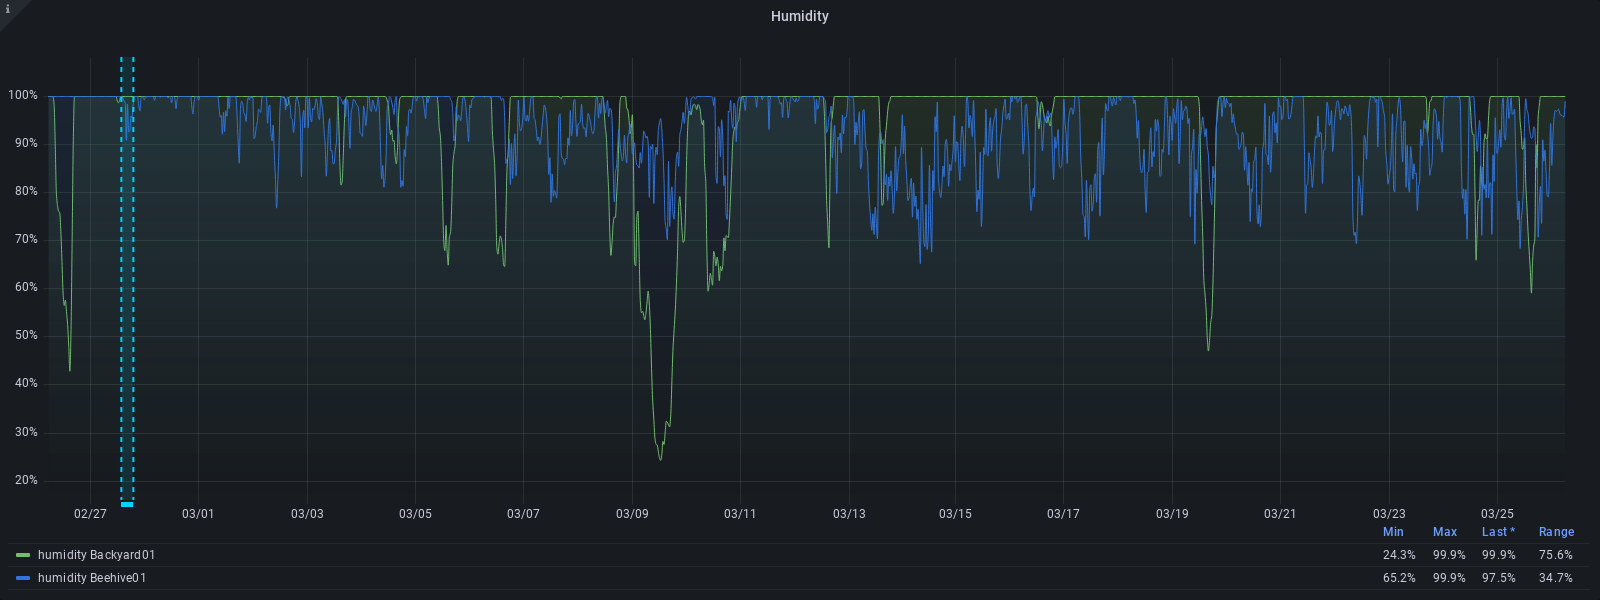 i
Humidity
100%
90%
80%
70%
60%
50%
40%
30%
20%
02/27 03/01 03/03 03/05 03/07 03/09 03/11 03/13 03/15 03/17 03/19 03/21 03/23 03/25
Min Max Last * Range
humidity Backyard01 24.3% 99.9% 99.9% 75.6%
humidity Beehive01 65.2% 99.9% 97.5% 34.7%